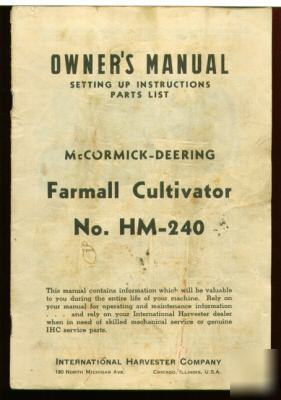 OWNER'S MANUAL
SETTING UP INSTRUCTIONS
PARTS LIST
McCORMICK-DEERING
Farmall Cultivator
No. HM-240
This manual contains information which will be valuable
to you during the entire life of your machine. Rely on
your manual for operating and maintenance information
. . . . and rely on your International Harvester dealer
when in need of skilled mechanical service or genuine
IHC service parts.
INTERNATIONAL HARVESTER COMPANY
180 NORTH MICHIGAN AVE. CHICAGO, ILLINOIS, U.S.A.